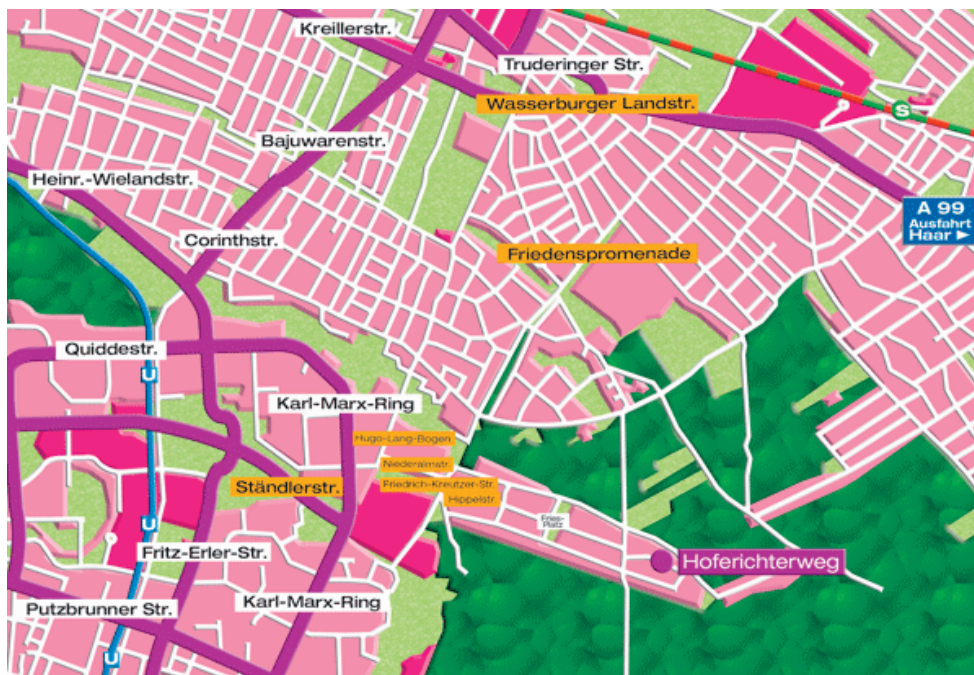 Kreillerstr.
Truderinger Str.
Wasserburger Landstr.
S
Bajuwarenstr.
Heinr.-Wielandstr.
A 99
Ausfahrt
Haar ►
Corinthstr.
Friedenspromenade
Quiddestr.
U
Karl-Marx-Ring
Hugo-Lang-Bogen
Niederalmstr.
Friedrich-Kreutzer-Str.
Ständlerstr.
Hippelstr.
Fries-
Platz
U
Fritz-Erler-Str.
Hoferichterweg
Putzbrunner Str.
Karl-Marx-Ring
U